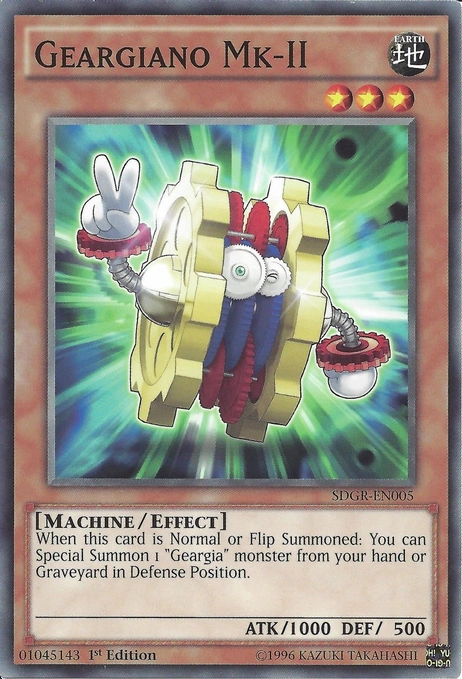 GEARGIANO MK-II
EARTH
地
SDGR-EN005
[MACHINE/EFFECT]
When this card is Normal or Flip Summoned: You can
Special Summon 1 "Geargia" monster from your hand or
Graveyard in Defense Position.
ATK/1000 DEF/ 500
01045143 1st Edition ©1996 KAZUKI TAKAHASHI